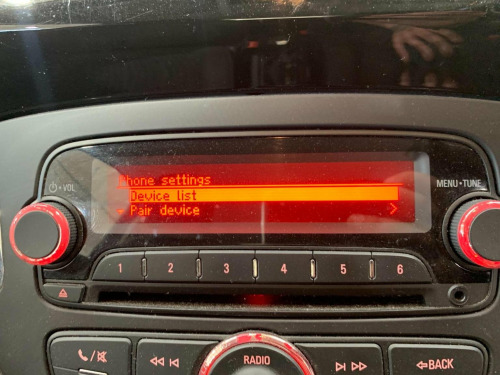 Phone settings
VOL
MENU•TUNE
Device list
Pair device
1 2 3 4 5 6
RADIO
BACK